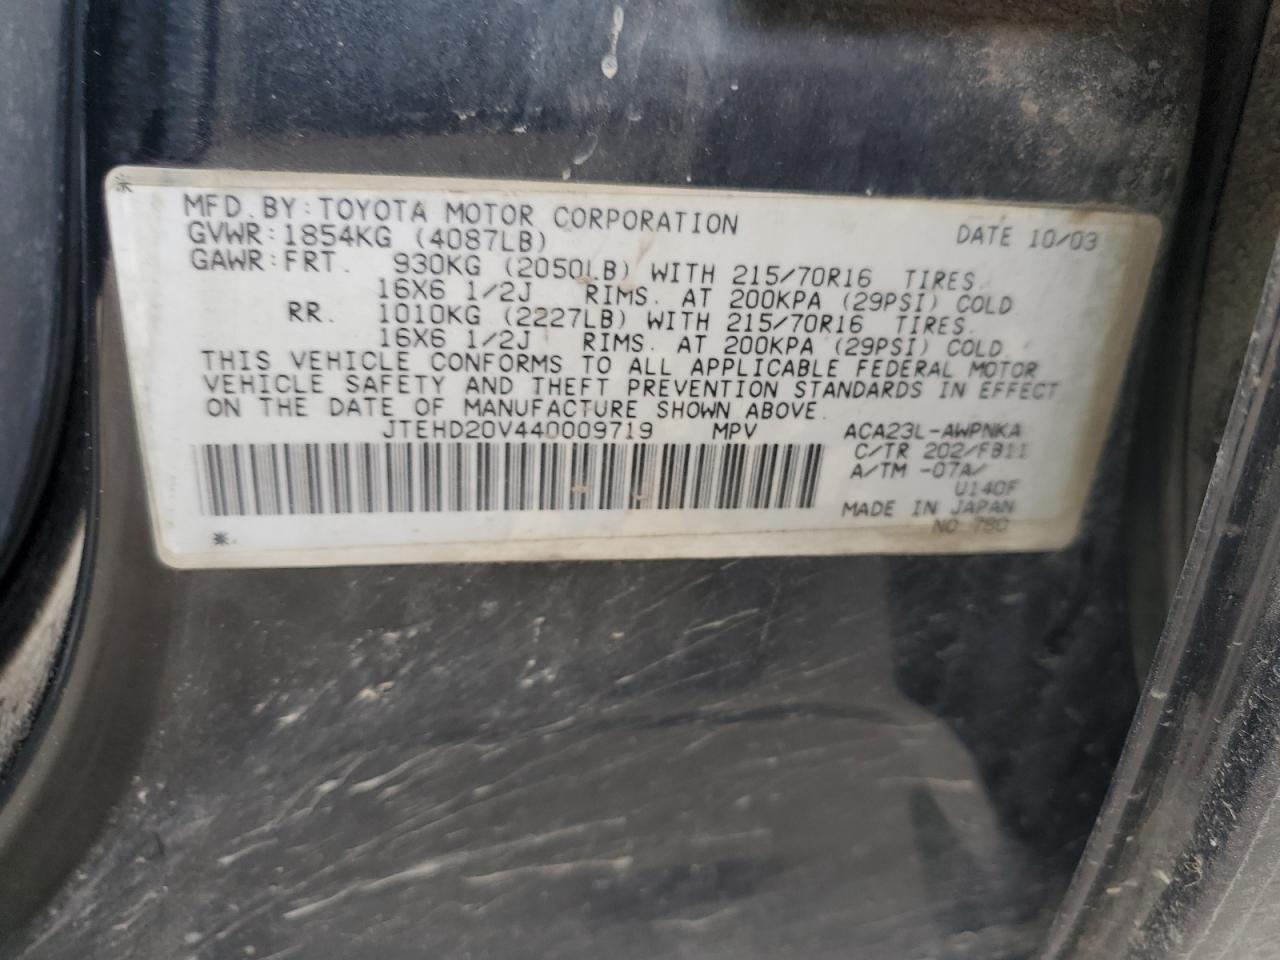 MFD. BY: TOYOTA MOTOR CORPORATION DATE 10/03
GVWR: 1854KG (4087LB)
GAWR: FRT. 930KG (2050LB) WITH 215/70R16 TIRES.
16X6 1/2J RIMS. AT 200KPA (29PSI) COLD
RR. 1010KG (2227LB) WITH 215/70R16 TIRES.
16X6 1/2J RIMS. AT 200KPA (29PSI) COLD.
THIS VEHICLE CONFORMS TO ALL APPLICABLE FEDERAL MOTOR
VEHICLE SAFETY AND THEFT PREVENTION STANDARDS IN EFFECT
ON THE DATE OF MANUFACTURE SHOWN ABOVE.
JTEHD20V440009719 MPV ACA23L-AWPNKA
C/TR 202/FB11
A/TM -07A/
U140F
MADE IN JAPAN
NO 780